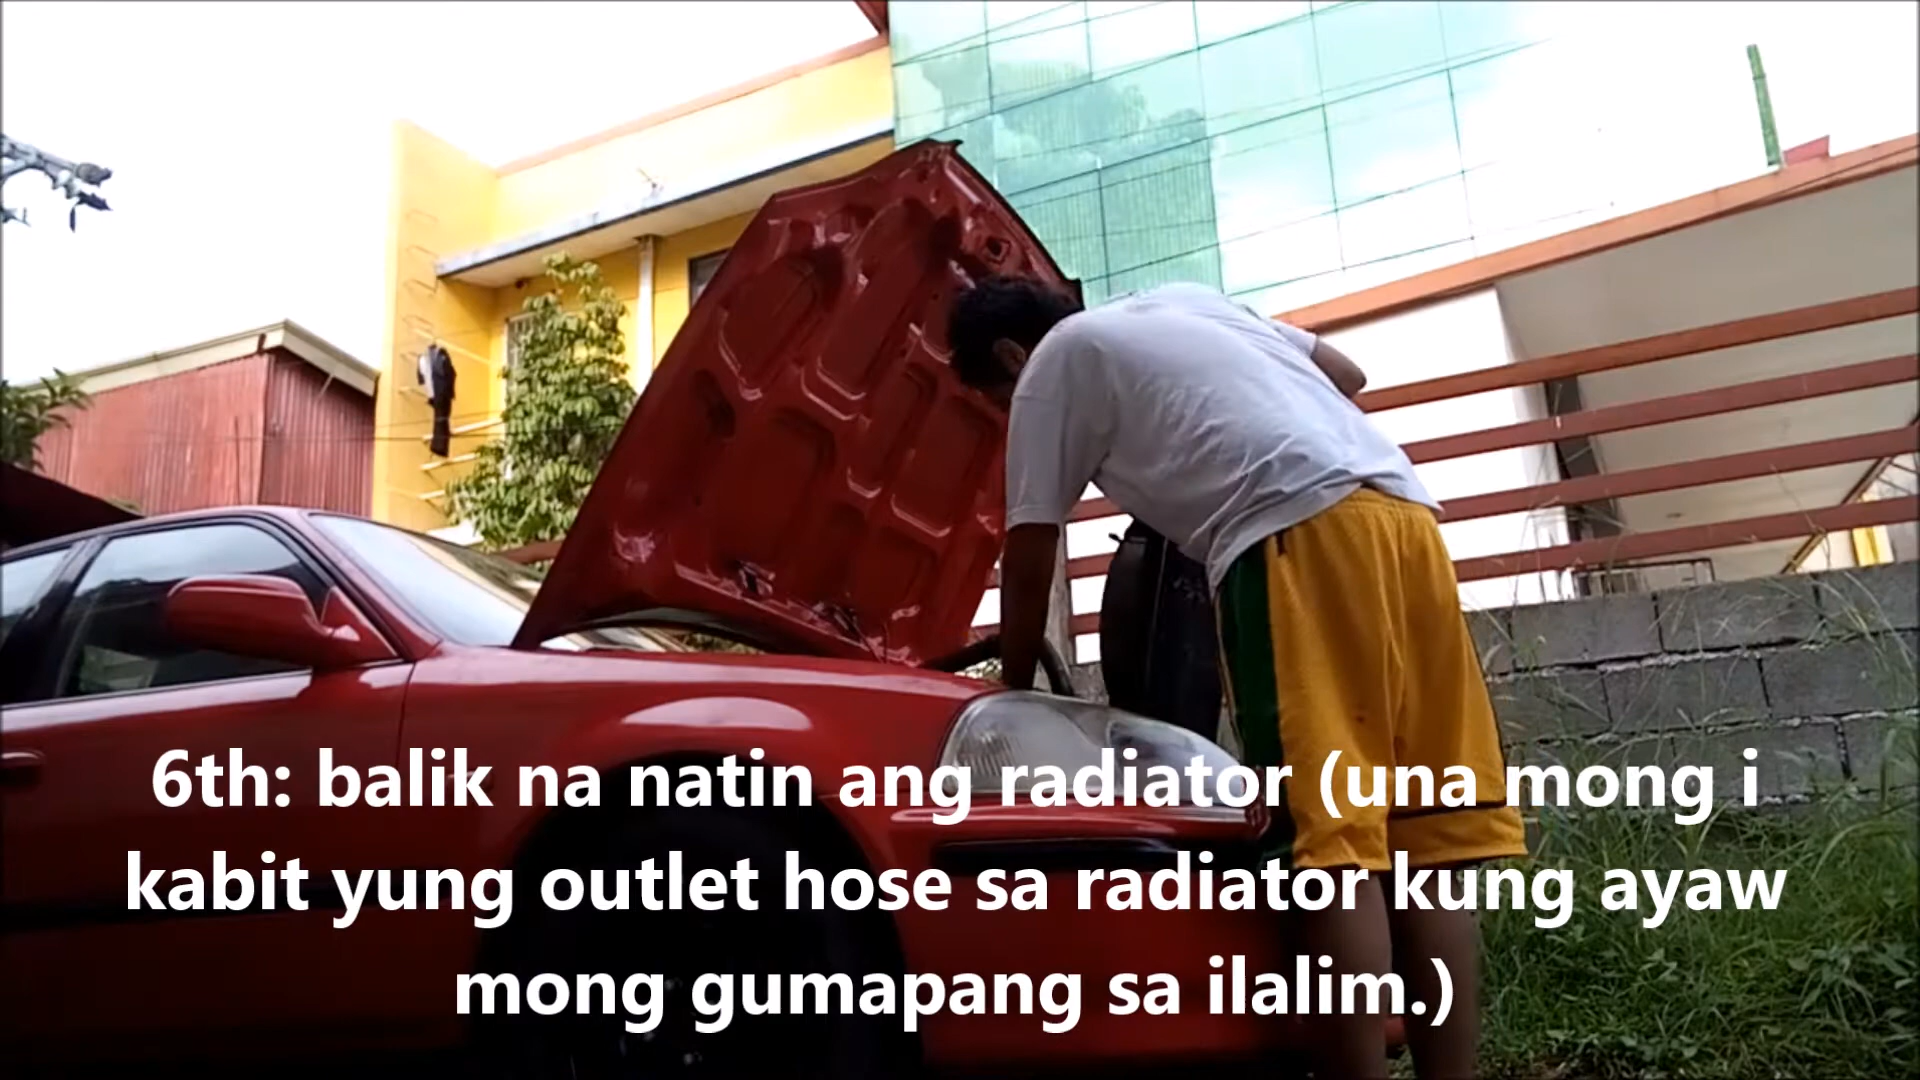 6th: balik na natin ang radiator (una mong i
kabit yung outlet hose sa radiator kung ayaw
mong gumapang sa ilalim.)